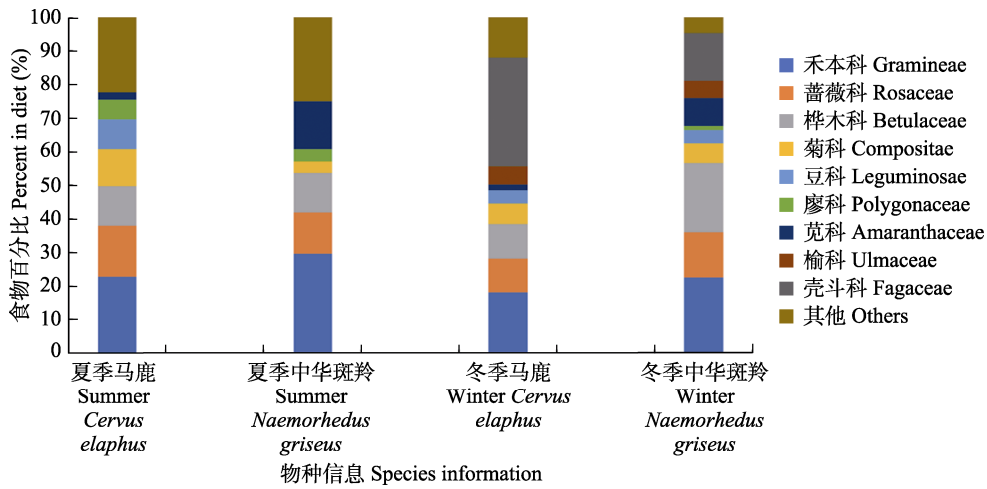 食物百分比 Percent in diet (%)
100
90
80
70
60
50
40
30
20
10
0
禾本科 Gramineae
蔷薇科 Rosaceae
桦木科 Betulaceae
菊科 Compositae
豆科 Leguminosae
廖科 Polygonaceae
苋科 Amaranthaceae
榆科 Ulmaceae
壳斗科 Fagaceae
其他 Others
夏季马鹿
Summer
Cervus
elaphus
夏季中华斑羚
Summer
Naemorhedus
griseus
冬季马鹿
Winter Cervus
elaphus
冬季中华斑羚
Winter
Naemorhedus
griseus
物种信息 Species information